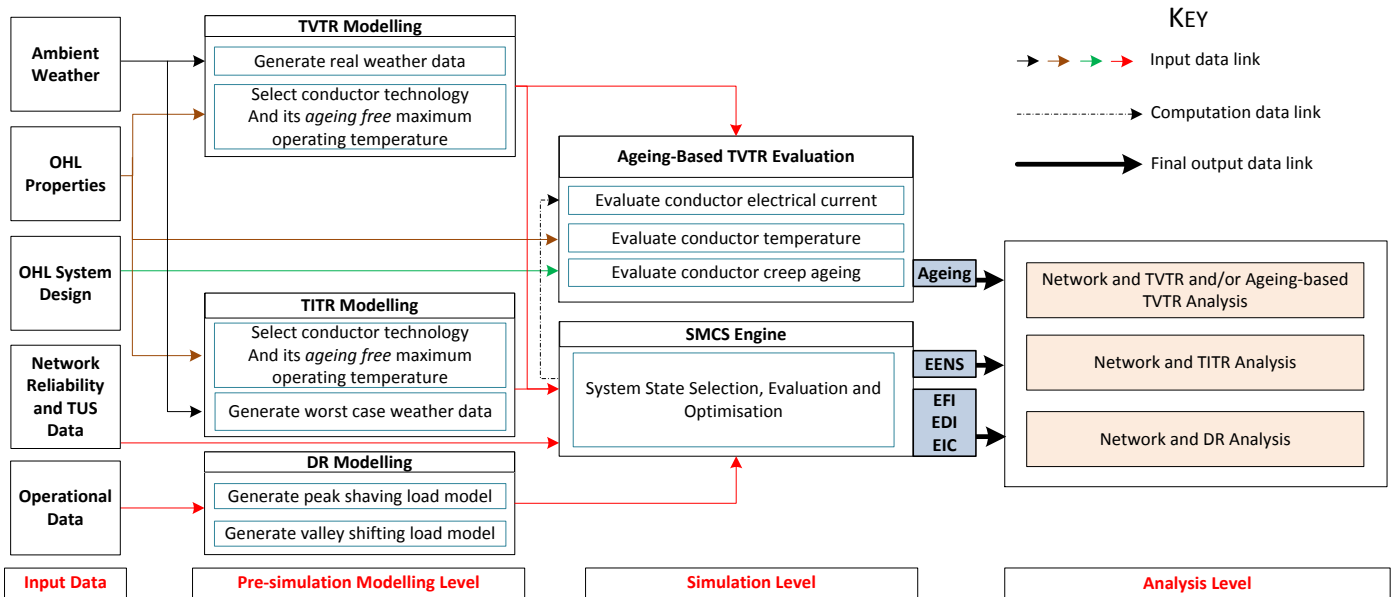 Ambient
Weather
OHL
Properties
OHL System
Design
Network
Reliability
and TUS
Data
Operational
Data
Input Data
TVTR Modelling
Generate real weather data
Select conductor technology
And its ageing free maximum
operating temperature
TITR Modelling
Select conductor technology
And its ageing free maximum
operating temperature
Generate worst case weather data
DR Modelling
Generate peak shaving load model
Generate valley shifting load model
Pre-simulation Modelling Level
Ageing-Based TVTR Evaluation
Evaluate conductor electrical current
Evaluate conductor temperature
Evaluate conductor creep ageing
Ageing
SMCS Engine
System State Selection, Evaluation and
Optimisation
EENS
EFI
EDI
EIC
Simulation Level
KEY
Input data link
Computation data link
Final output data link
Network and TVTR and/or Ageing-based
TVTR Analysis
Network and TITR Analysis
Network and DR Analysis
Analysis Level